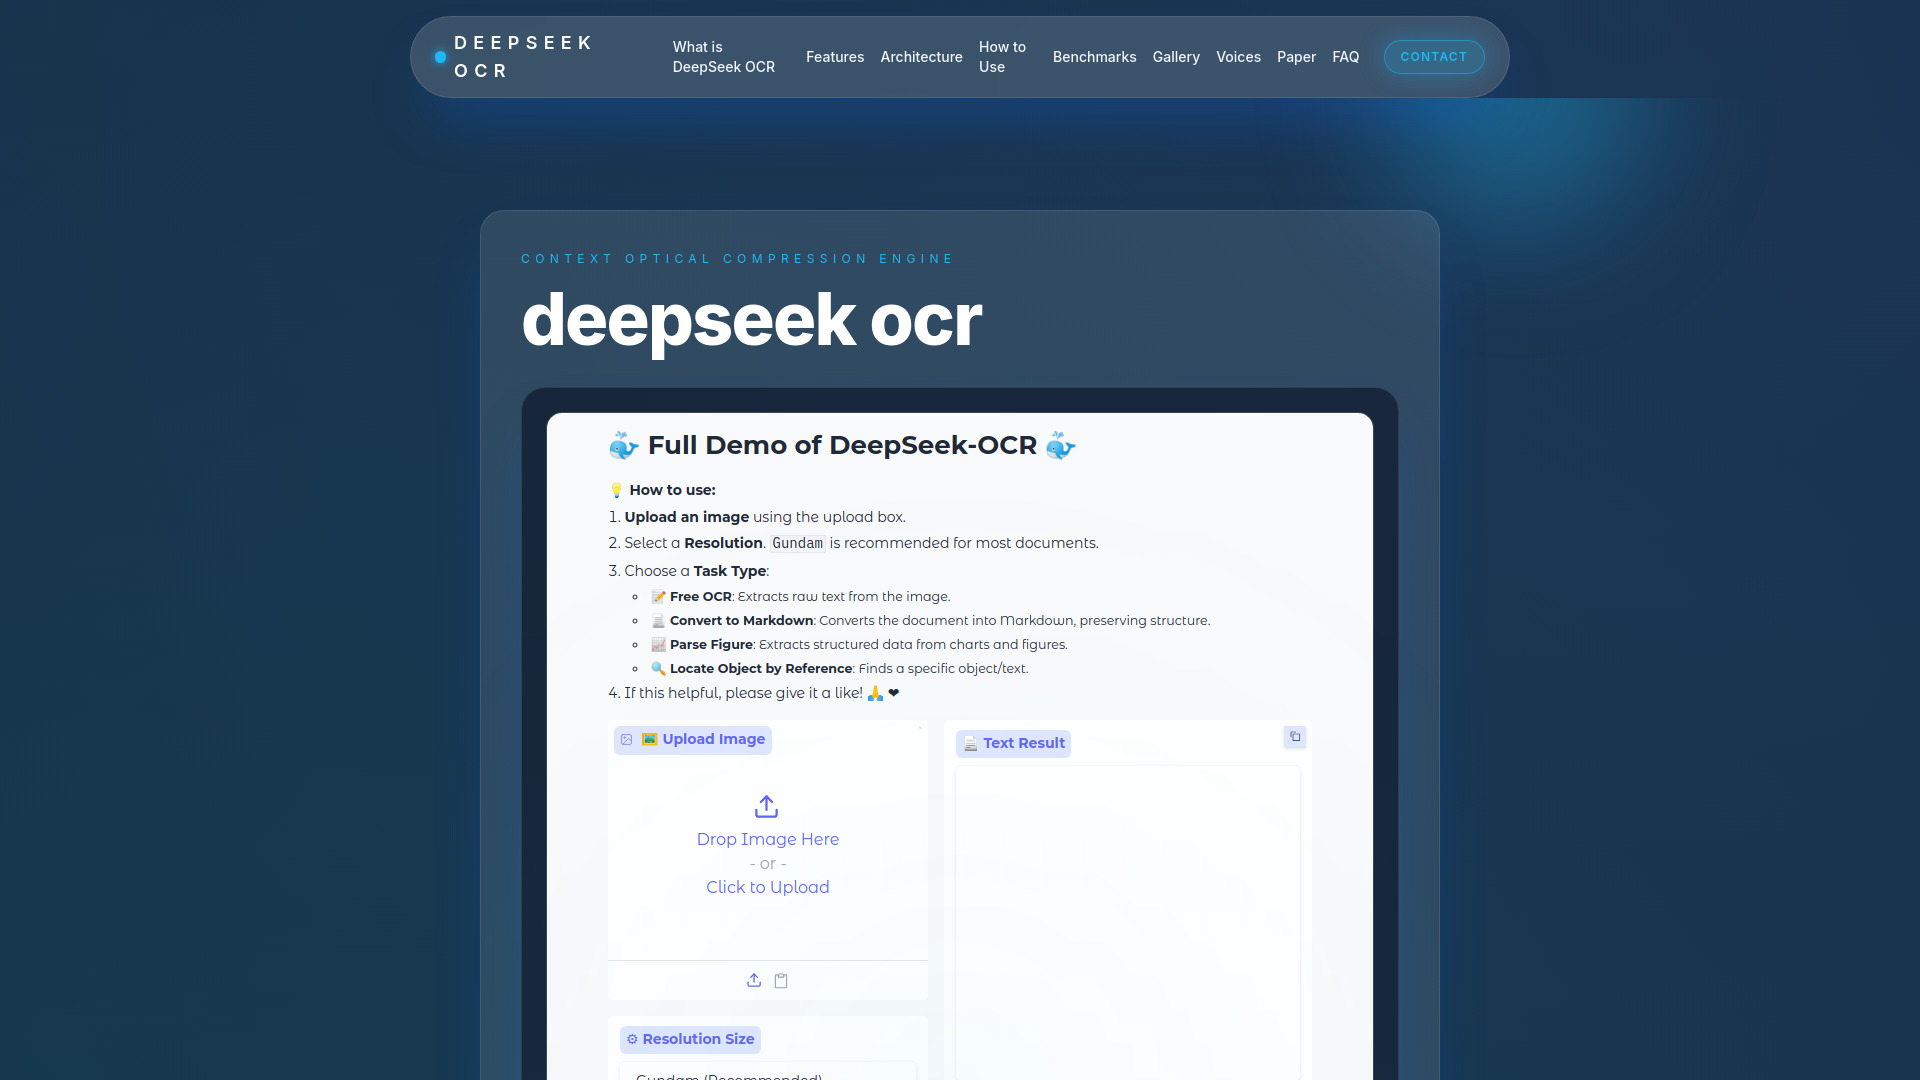 DEEPSEEK
OCR
What is
DeepSeek OCR
Features
Architecture
How to
Use
Benchmarks
Gallery
Voices
Paper
FAQ
CONTACT
CONTEXT OPTICAL COMPRESSION ENGINE
deepseek ocr
🐳 Full Demo of DeepSeek-OCR 🐳
💡 How to use:
1. Upload an image using the upload box.
2. Select a Resolution. Gundam is recommended for most documents.
3. Choose a Task Type:
📝 Free OCR: Extracts raw text from the image.
📄 Convert to Markdown: Converts the document into Markdown, preserving structure.
📈 Parse Figure: Extracts structured data from charts and figures.
🔍 Locate Object by Reference: Finds a specific object/text.
4. If this helpful, please give it a like! 🙏 ❤
🖼️ Upload Image
Drop Image Here
- or -
Click to Upload
📄 Text Result
⚙ Resolution Size
Gundam (Recommended)